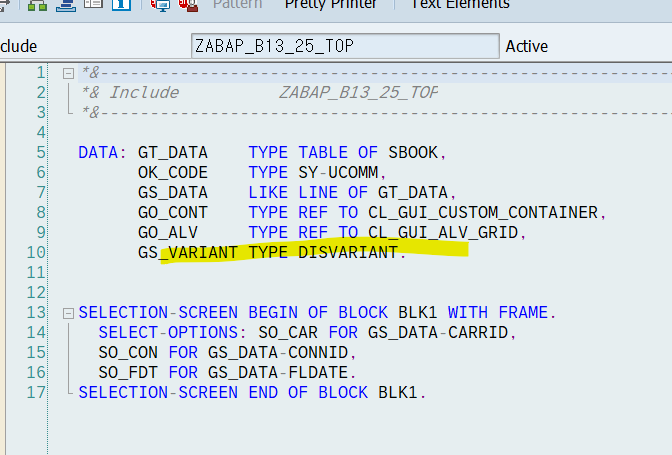 Pattern Pretty Printer Text Elements
clude ZABAP_B13_25_TOP Active
1 *&---------------------------------------------------------------------
2 *& Include ZABAP_B13_25_TOP
3 *&---------------------------------------------------------------------
4
5 DATA: GT_DATA TYPE TABLE OF SBOOK,
6 OK_CODE TYPE SY-UCOMM,
7 GS_DATA LIKE LINE OF GT_DATA,
8 GO_CONT TYPE REF TO CL_GUI_CUSTOM_CONTAINER,
9 GO_ALV TYPE REF TO CL_GUI_ALV_GRID,
10 GS_VARIANT TYPE DISVARIANT.
11
12
13 SELECTION-SCREEN BEGIN OF BLOCK BLK1 WITH FRAME.
14 SELECT-OPTIONS: SO_CAR FOR GS_DATA-CARRID,
15 SO_CON FOR GS_DATA-CONNID,
16 SO_FDT FOR GS_DATA-FLDATE.
17 SELECTION-SCREEN END OF BLOCK BLK1.